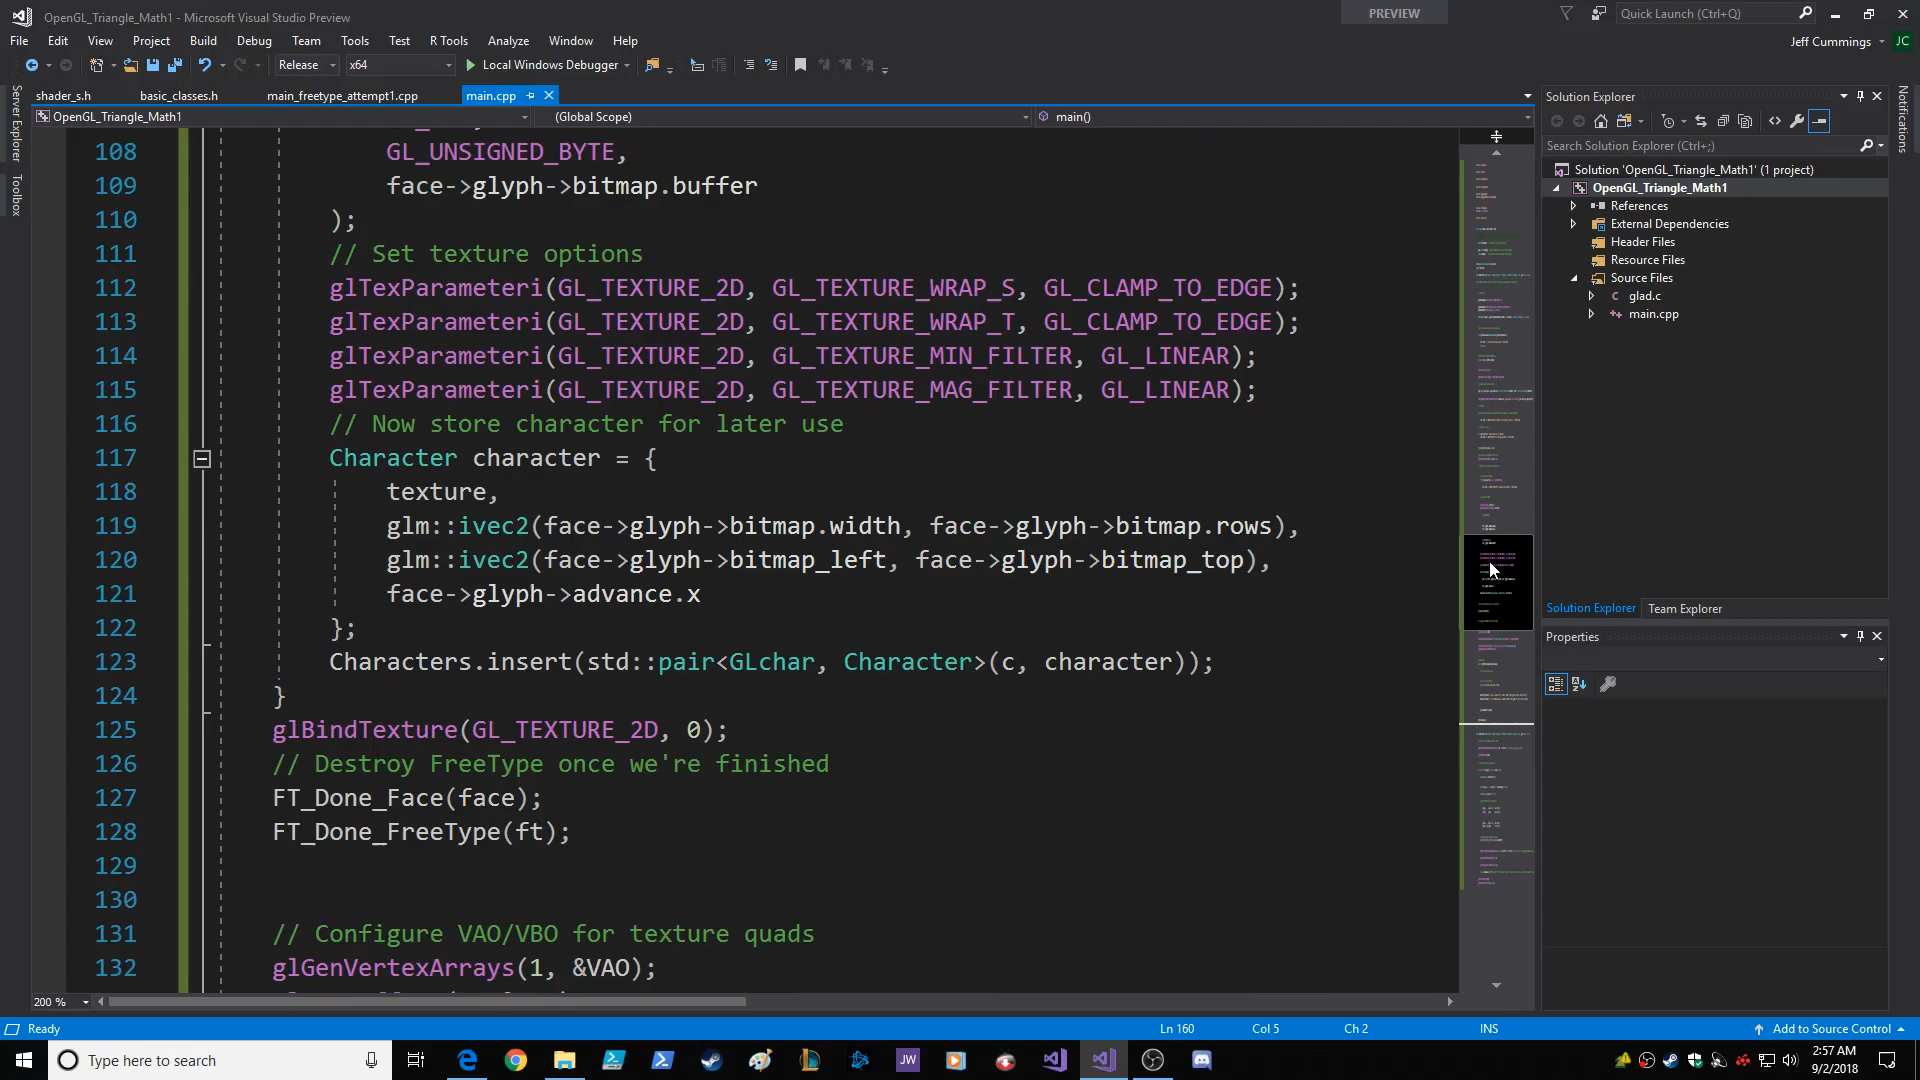 OpenGL_Triangle_Math1 - Microsoft Visual Studio Preview
PREVIEW
Quick Launch (Ctrl+Q)
File Edit View Project Build Debug Team Tools Test R Tools Analyze Window Help
Jeff Cummings
JC
Release
x64
Local Windows Debugger
Server Explorer
Toolbox
shader_s.h
basic_classes.h
main_freetype_attempt1.cpp
main.cpp
OpenGL_Triangle_Math1
(Global Scope)
main()
108 GL_UNSIGNED_BYTE,
109 face->glyph->bitmap.buffer
110 );
111 // Set texture options
112 glTexParameteri(GL_TEXTURE_2D, GL_TEXTURE_WRAP_S, GL_CLAMP_TO_EDGE);
113 glTexParameteri(GL_TEXTURE_2D, GL_TEXTURE_WRAP_T, GL_CLAMP_TO_EDGE);
114 glTexParameteri(GL_TEXTURE_2D, GL_TEXTURE_MIN_FILTER, GL_LINEAR);
115 glTexParameteri(GL_TEXTURE_2D, GL_TEXTURE_MAG_FILTER, GL_LINEAR);
116 // Now store character for later use
117 Character character = {
118 texture,
119 glm::ivec2(face->glyph->bitmap.width, face->glyph->bitmap.rows),
120 glm::ivec2(face->glyph->bitmap_left, face->glyph->bitmap_top),
121 face->glyph->advance.x
122 };
123 Characters.insert(std::pair<GLchar, Character>(c, character));
124 }
125 glBindTexture(GL_TEXTURE_2D, 0);
126 // Destroy FreeType once we're finished
127 FT_Done_Face(face);
128 FT_Done_FreeType(ft);
129
130
131 // Configure VAO/VBO for texture quads
132 glGenVertexArrays(1, &VAO);
200 %
Solution Explorer
Search Solution Explorer (Ctrl+;)
Solution 'OpenGL_Triangle_Math1' (1 project)
OpenGL_Triangle_Math1
References
External Dependencies
Header Files
Resource Files
Source Files
glad.c
main.cpp
Solution Explorer Team Explorer
Properties
Notifications
Ready
Ln 160
Col 5
Ch 2
INS
Add to Source Control
Type here to search
JW
2:57 AM
9/2/2018